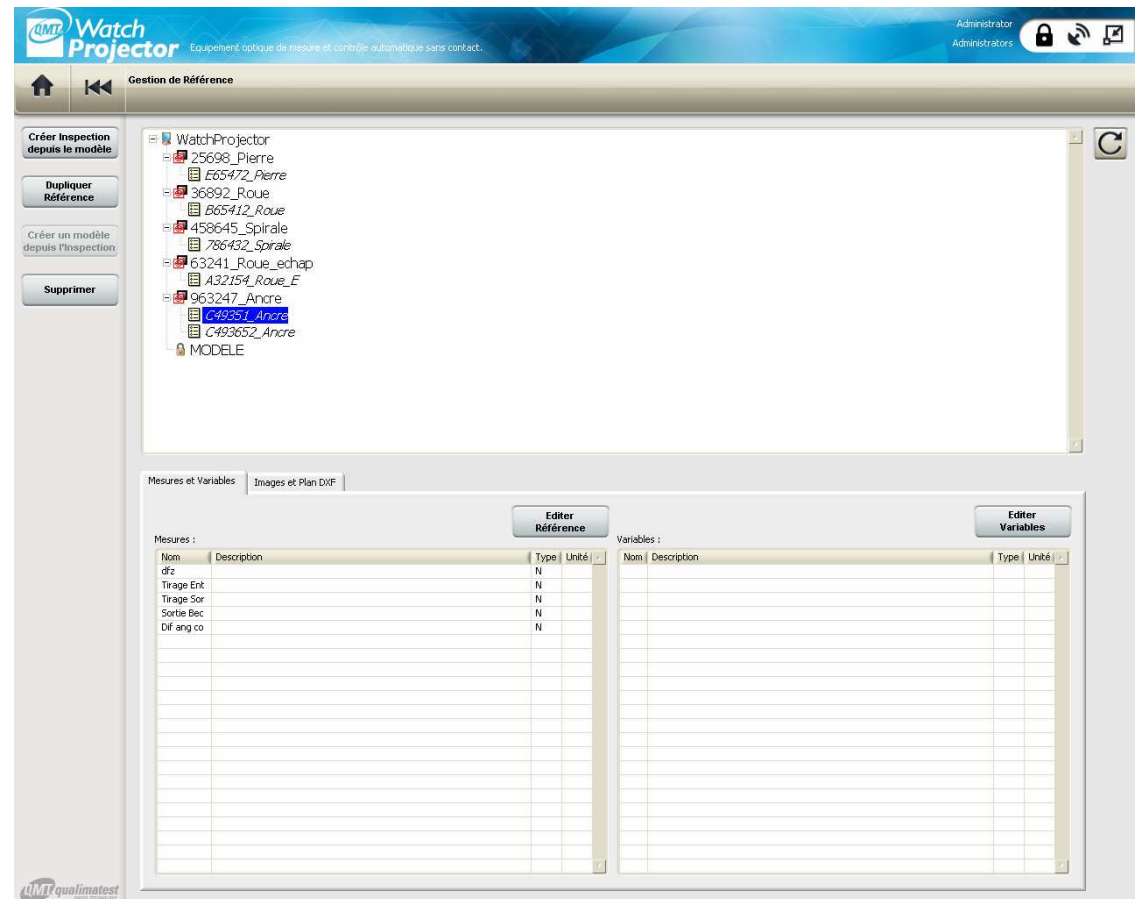 QMT Watch
Projector Equipement optique de mesure et contrôle automatique sans contact.
Administrator
Administrators
Gestion de Référence
Créer Inspection
depuis le modèle
Dupliquer
Référence
Créer un modèle
depuis l'Inspection
Supprimer
WatchProjector
25698_Pierre
E65472_Pierre
36892_Roue
B65412_Roue
458645_Spirale
786432_Spirale
63241_Roue_echap
A32154_Roue_E
963247_Ancre
C49351_Ancre
C493652_Ancre
MODELE
Mesures et Variables Images et Plan DXF
Editer
Référence
Mesures :
Nom Description Type Unité
dfz N
Tirage Ent N
Tirage Sor N
Sortie Bec N
Dif ang co N
Editer
Variables
Variables :
Nom Description Type Unité
QMT qualimatest